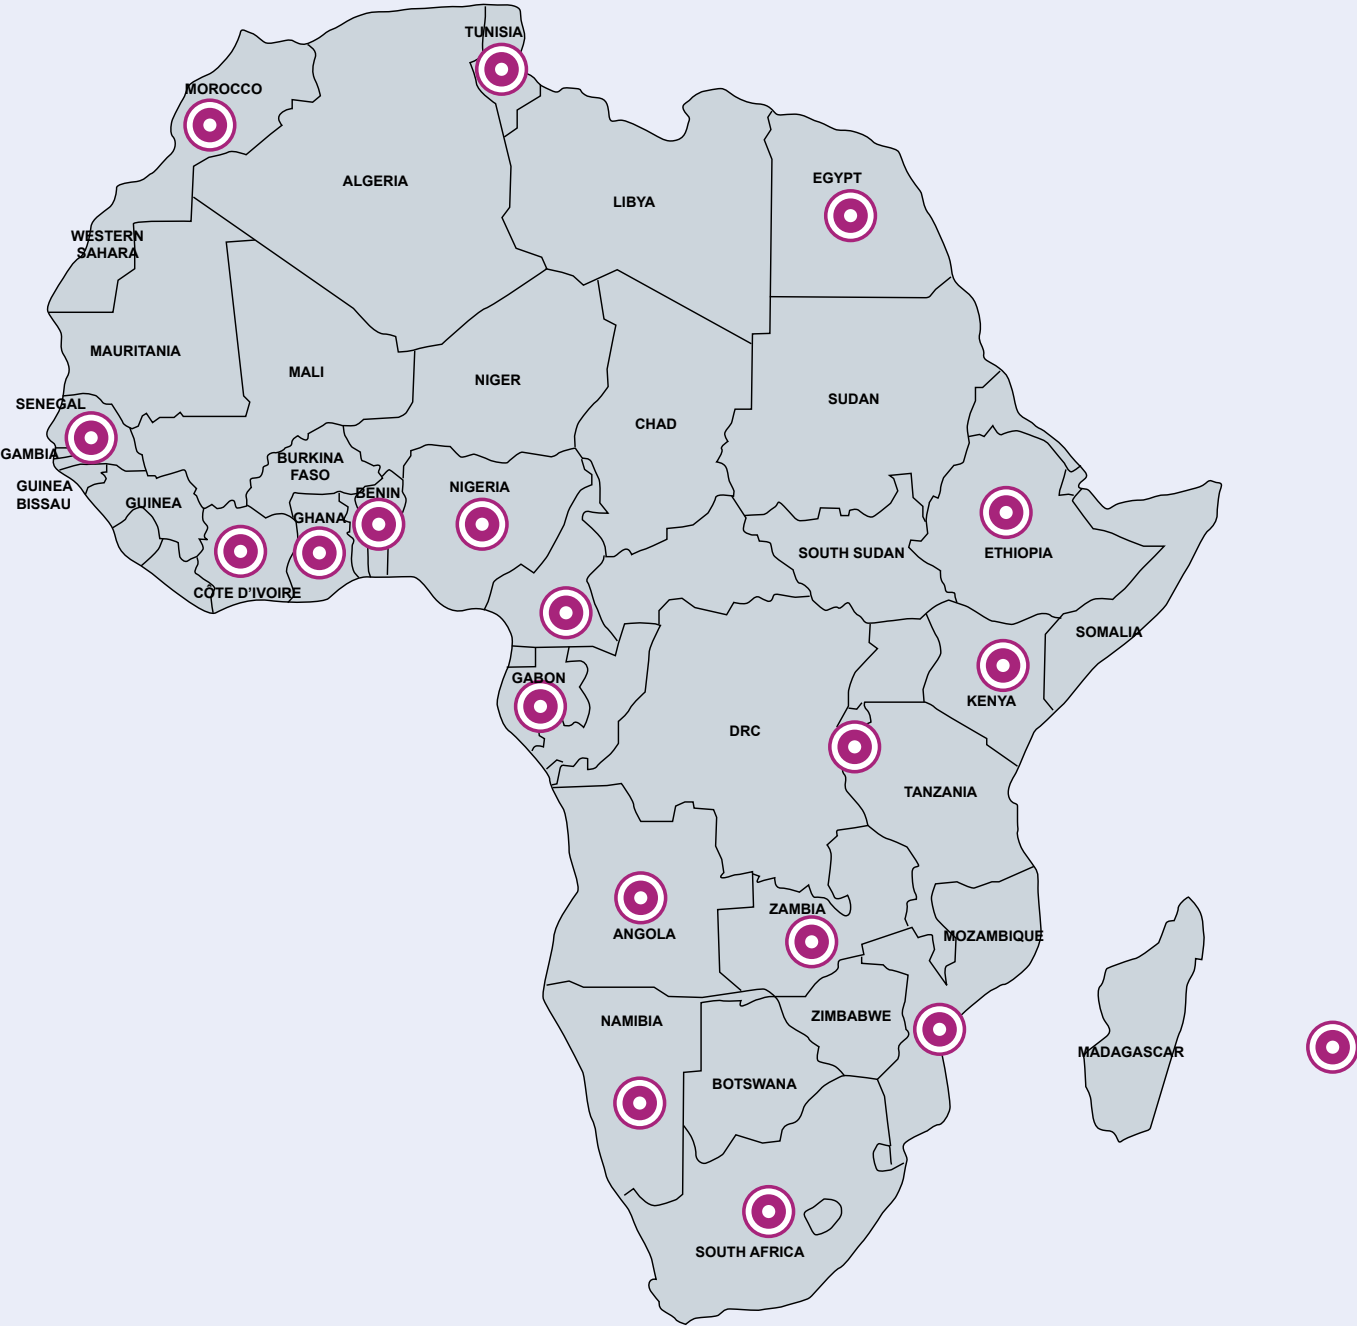 TUNISIA
MOROCCO
ALGERIA
LIBYA
EGYPT
WESTERN
SAHARA
MAURITANIA
MALI
NIGER
CHAD
SUDAN
SENEGAL
GAMBIA
GUINEA
BISSAU
GUINEA
BURKINA
FASO
BENIN
NIGERIA
GHANA
CÔTE D'IVOIRE
SOUTH SUDAN
ETHIOPIA
SOMALIA
KENYA
GABON
DRC
TANZANIA
ANGOLA
ZAMBIA
MOZAMBIQUE
NAMIBIA
ZIMBABWE
MADAGASCAR
BOTSWANA
SOUTH AFRICA